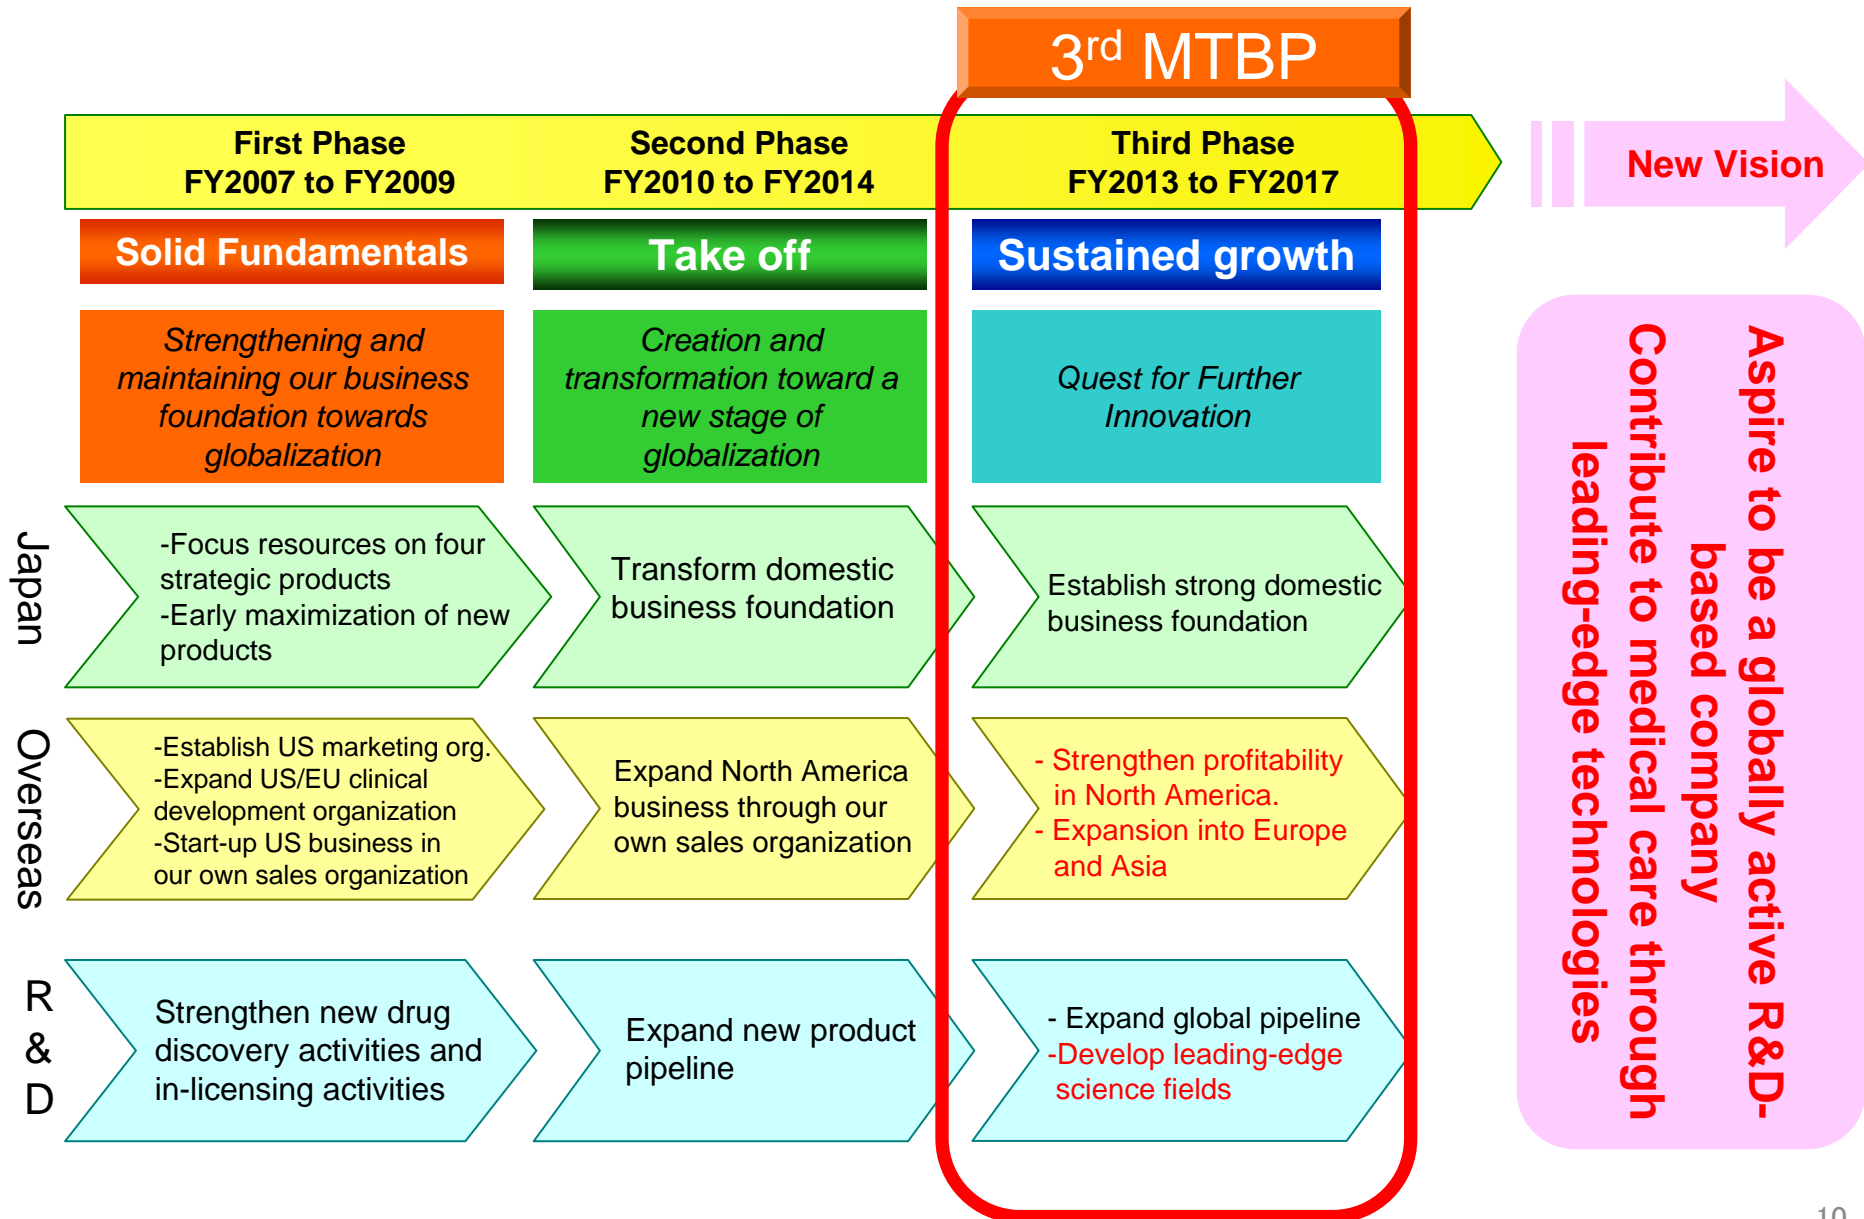 3rd MTBP
First Phase
FY2007 to FY2009
Second Phase
FY2010 to FY2014
Third Phase
FY2013 to FY2017
New Vision
Solid Fundamentals
Take off
Sustained growth
Strengthening and
maintaining our business
foundation towards
globalization
Creation and
transformation toward a
new stage of
globalization
Quest for Further
Innovation
Japan
-Focus resources on four
strategic products
-Early maximization of new
products
Transform domestic
business foundation
Establish strong domestic
business foundation
Overseas
-Establish US marketing org.
-Expand US/EU clinical
development organization
-Start-up US business in
our own sales organization
Expand North America
business through our
own sales organization
- Strengthen profitability
in North America.
- Expansion into Europe
and Asia
R
&
D
Strengthen new drug
discovery activities and
in-licensing activities
Expand new product
pipeline
- Expand global pipeline
-Develop leading-edge
science fields
Aspire to be a globally active R&D-
based company
Contribute to medical care through
leading-edge technologies
10